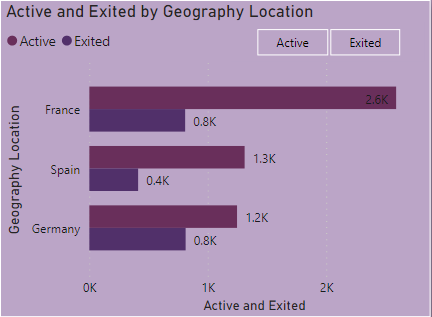 Active and Exited by Geography Location
Active Exited
Active Exited
Geography Location
France
2.6K
0.8K
Spain
1.3K
0.4K
Germany
1.2K
0.8K
0K 1K 2K
Active and Exited